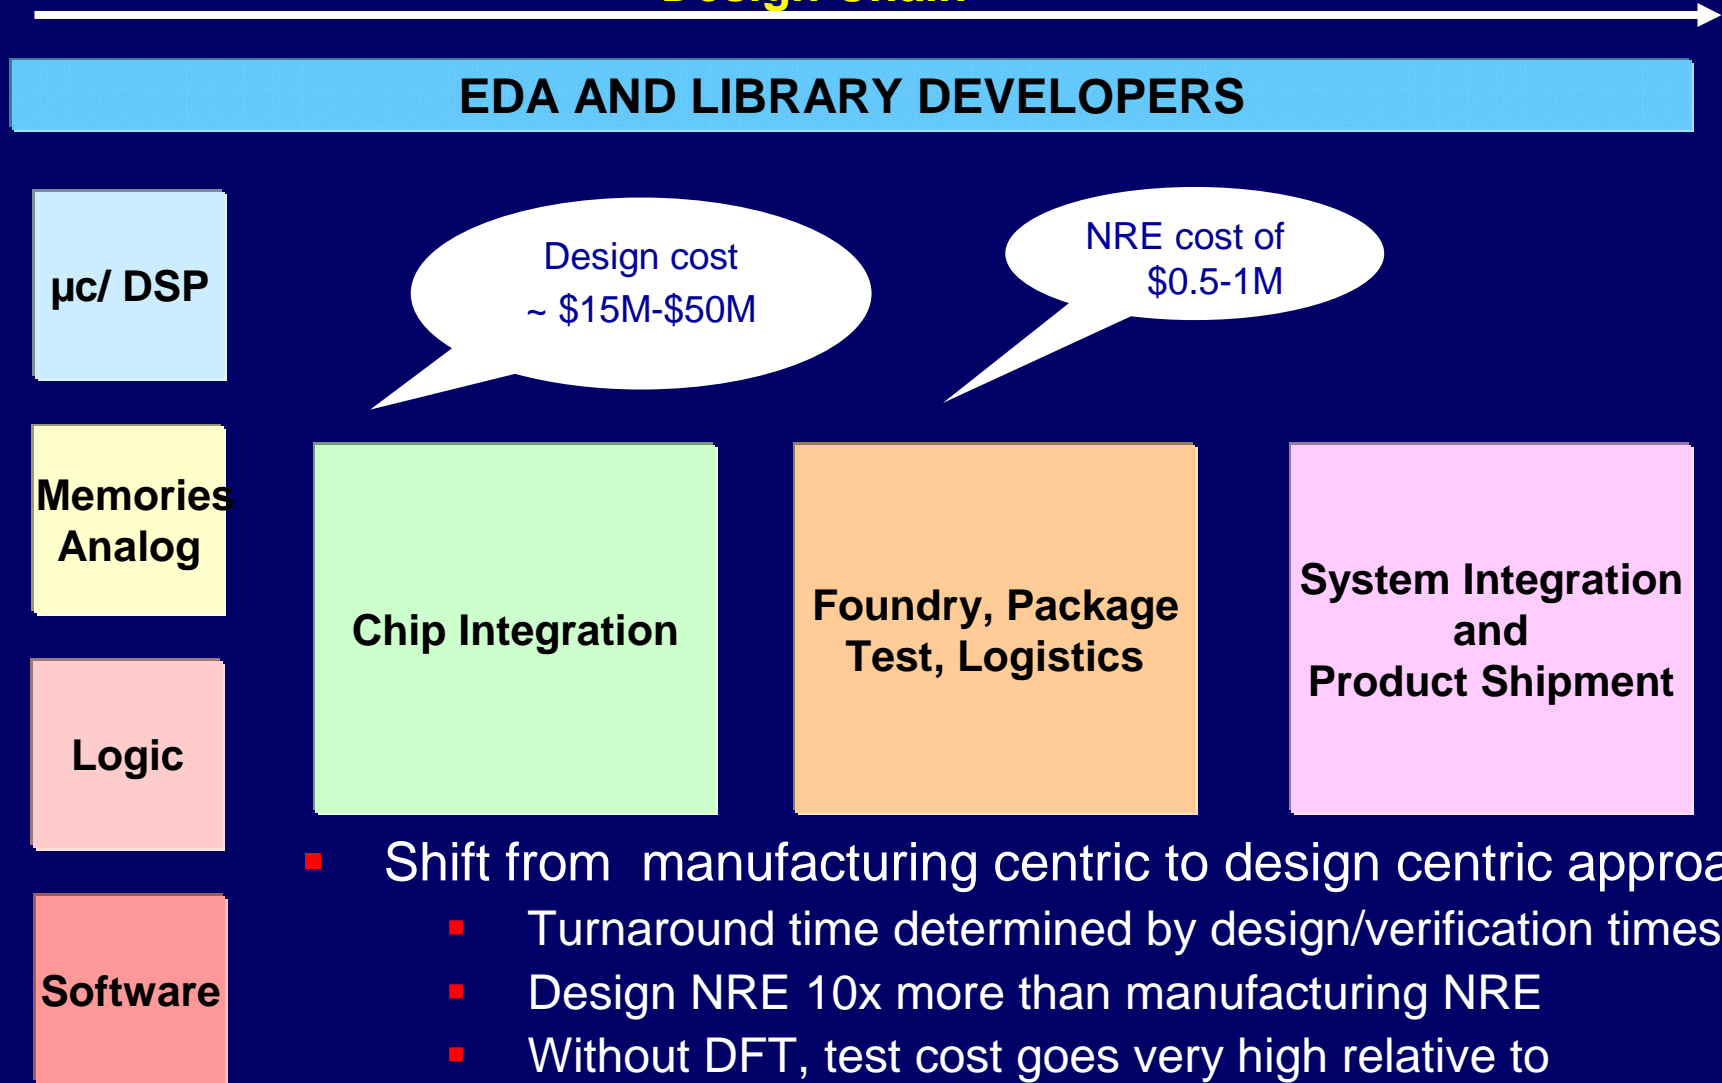 Design Chain
EDA AND LIBRARY DEVELOPERS
µc/ DSP
Design cost
~ $15M-$50M
NRE cost of
$0.5-1M
Memories
Analog
Chip Integration
Foundry, Package
Test, Logistics
System Integration
and
Product Shipment
Logic
Software
Shift from  manufacturing centric to design centric
Turnaround time determined by design/verification times
Design NRE 10x more than manufacturing NRE
Without DFT, test cost goes very high relative to